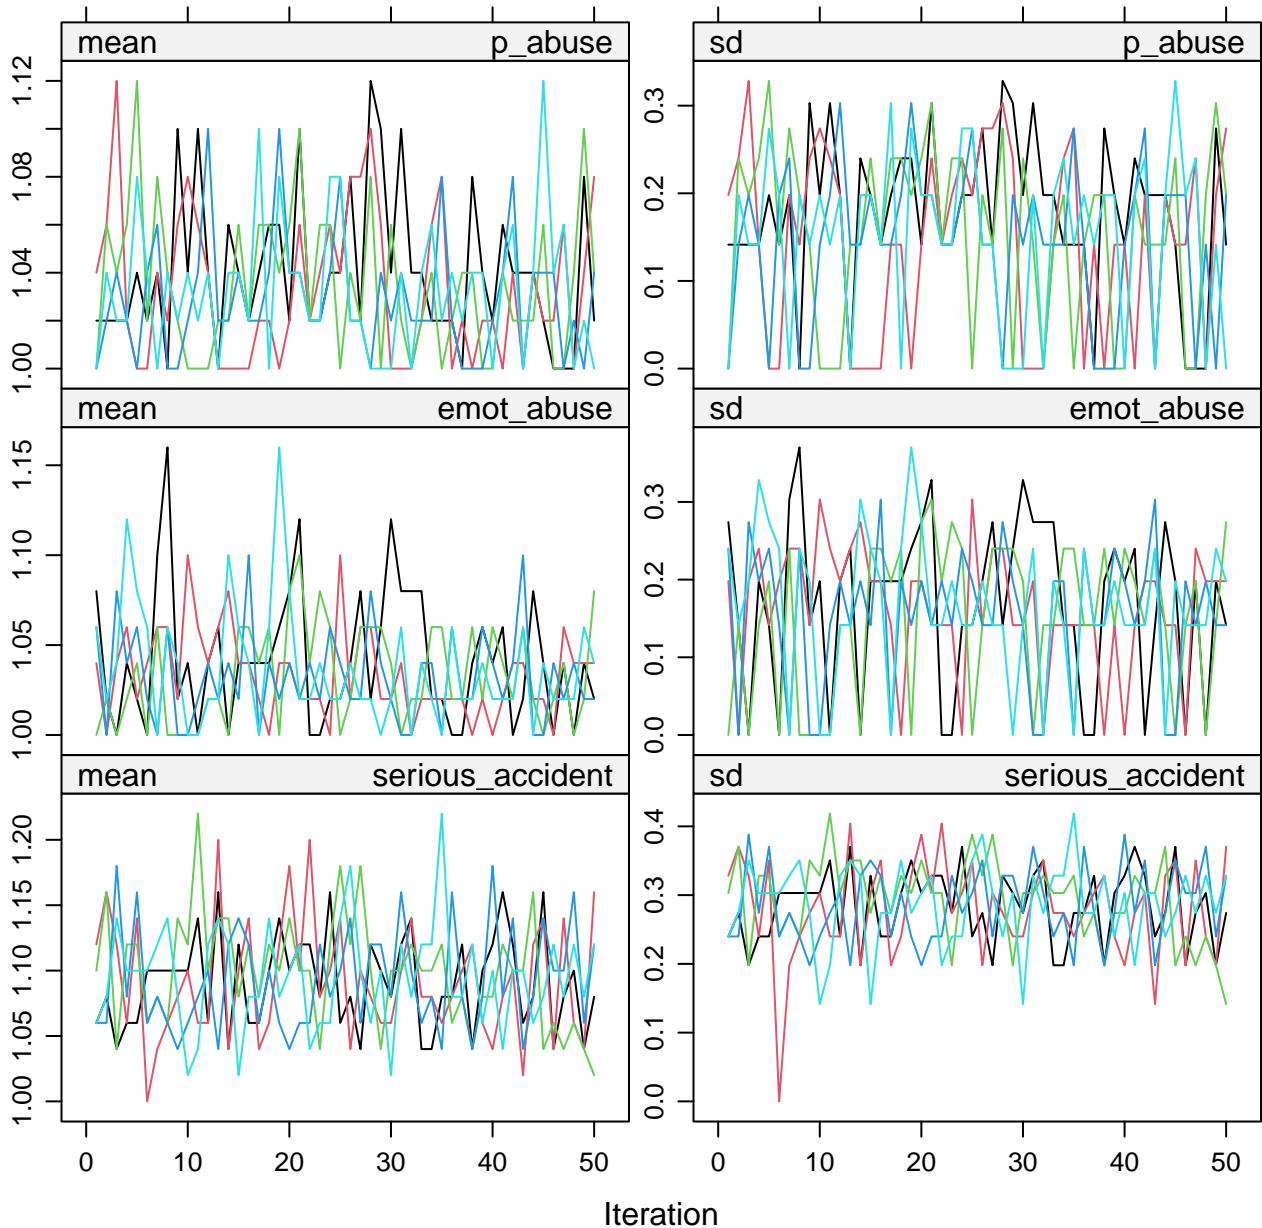 mean p_abuse
sd p_abuse
1.00 1.04 1.08 1.12
0.0 0.1 0.2 0.3
mean emot_abuse
sd emot_abuse
1.00 1.05 1.10 1.15
0.0 0.1 0.2 0.3
mean serious_accident
sd serious_accident
1.00 1.05 1.10 1.15 1.20
0.0 0.1 0.2 0.3 0.4
0 10 20 30 40 50
0 10 20 30 40 50
Iteration